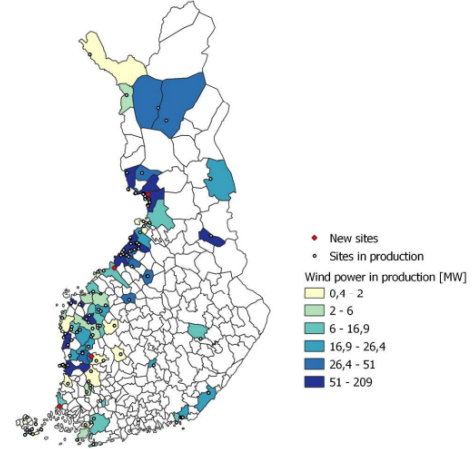 New sites
Sites in production
Wind power in production [MW]
0,4 - 2
2 - 6
6 - 16,9
16,9 - 26,4
26,4 - 51
51 - 209